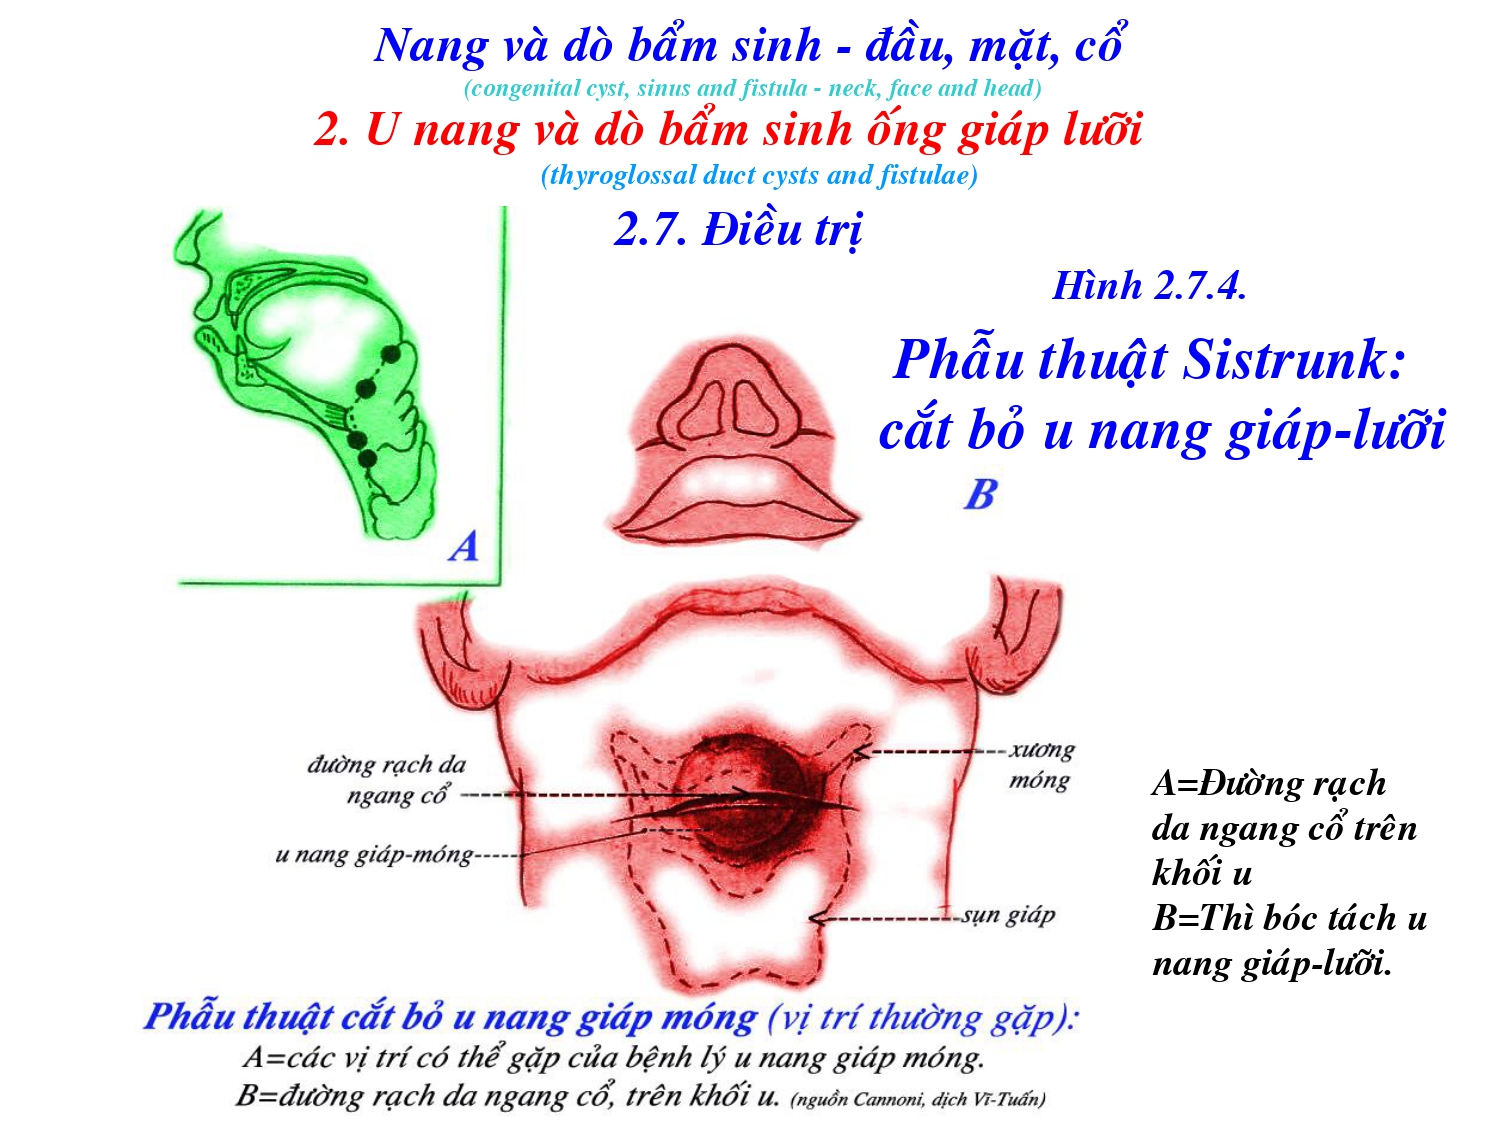 Nang và dò bẩm sinh - đầu, mặt, cổ
(congenital cyst, sinus and fistula - neck, face and head)
2. U nang và dò bẩm sinh ống giáp lưỡi
(thyroglossal duct cysts and fistulae)
2.7. Điều trị
Hình 2.7.4.
Phẫu thuật Sistrunk:
cắt bỏ u nang giáp-lưỡi
B
A
đường rạch da
ngang cổ
u nang giáp-móng
xương
móng
sụn giáp
A=Đường rạch
da ngang cổ trên
khối u
B=Thì bóc tách u
nang giáp-lưỡi.
Phẫu thuật cắt bỏ u nang giáp móng (vị trí thường gặp):
A=các vị trí có thể gặp của bệnh lý u nang giáp móng.
B=đường rạch da ngang cổ, trên khối u. (nguồn Cannoni, dịch Vĩ-Tuấn)